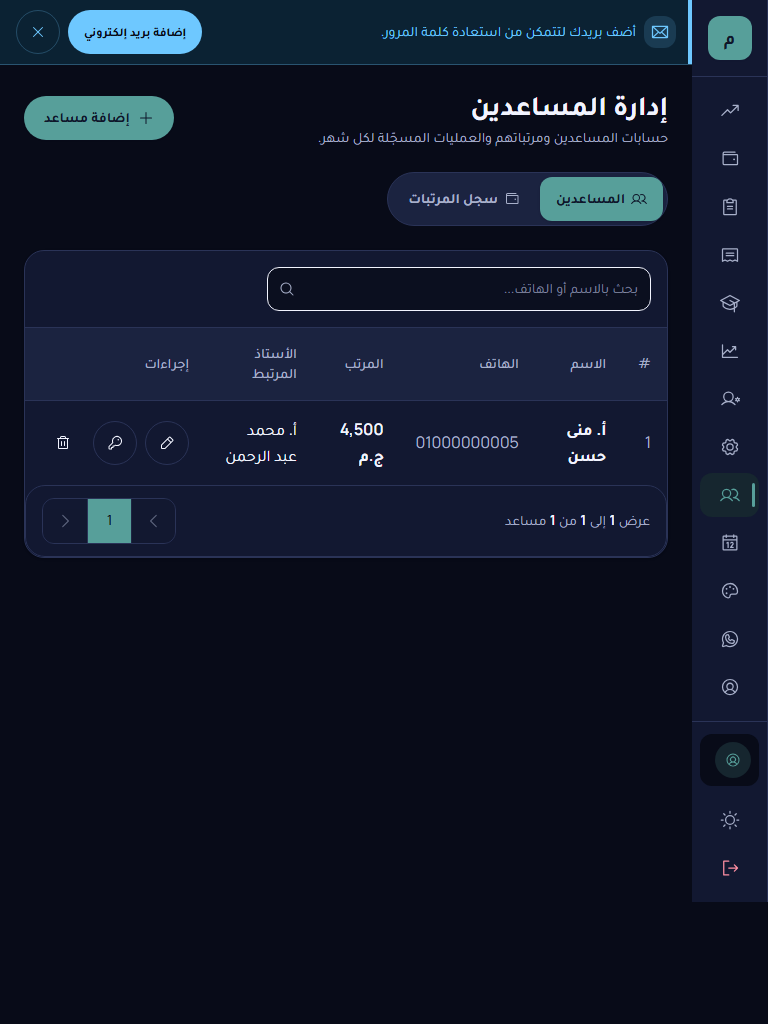 م
أضف بريدك لتتمكن من استعادة كلمة المرور.
إضافة بريد إلكتروني
إدارة المساعدين
حسابات المساعدين ومرتباتهم والعمليات المسجّلة لكل شهر.
إضافة مساعد
المساعدين
سجل المرتبات
بحث بالاسم أو الهاتف...
# الاسم الهاتف المرتب الأستاذ المرتبط إجراءات
1 أ. منى حسن 01000000005 4,500 ج.م أ. محمد عبد الرحمن
عرض 1 إلى 1 من 1 مساعد
1
12